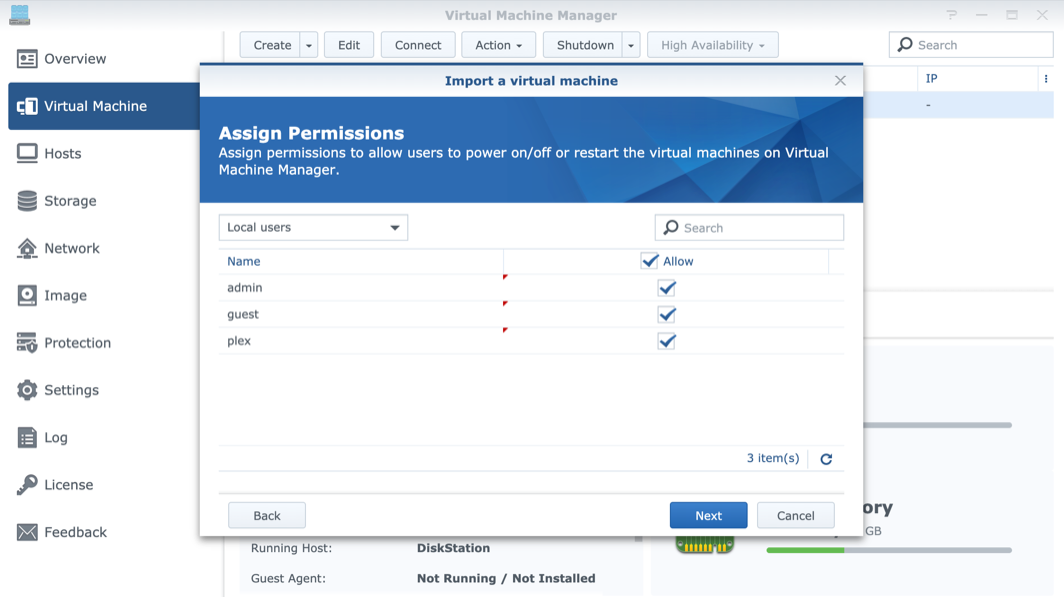 Virtual Machine Manager
Overview
Virtual Machine
Hosts
Storage
Network
Image
Protection
Settings
Log
License
Feedback
Create Edit Connect Action Shutdown High Availability Search
IP
-
Import a virtual machine
Assign Permissions
Assign permissions to allow users to power on/off or restart the virtual machines on Virtual
Machine Manager.
Local users Search
Name Allow
admin
guest
plex
3 item(s)
Back Next Cancel
ory
GB
Running Host: DiskStation
Guest Agent: Not Running / Not Installed